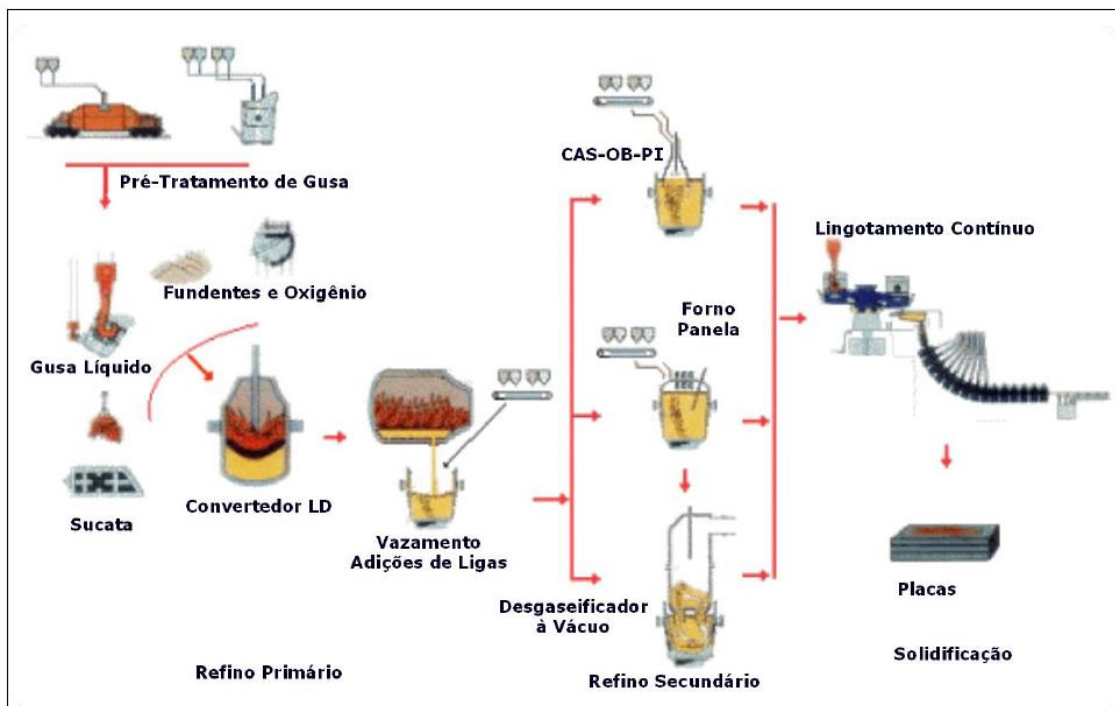 Pré-Tratamento de Gusa
Fundentes e Oxigênio
Gusa Líquido
Sucata
Convertedor LD
Vazamento
Adições de Ligas
CAS-OB-PI
Forno
Panela
Desgaseificador
à Vácuo
Lingotamento Contínuo
Placas
Refino Primário
Refino Secundário
Solidificação